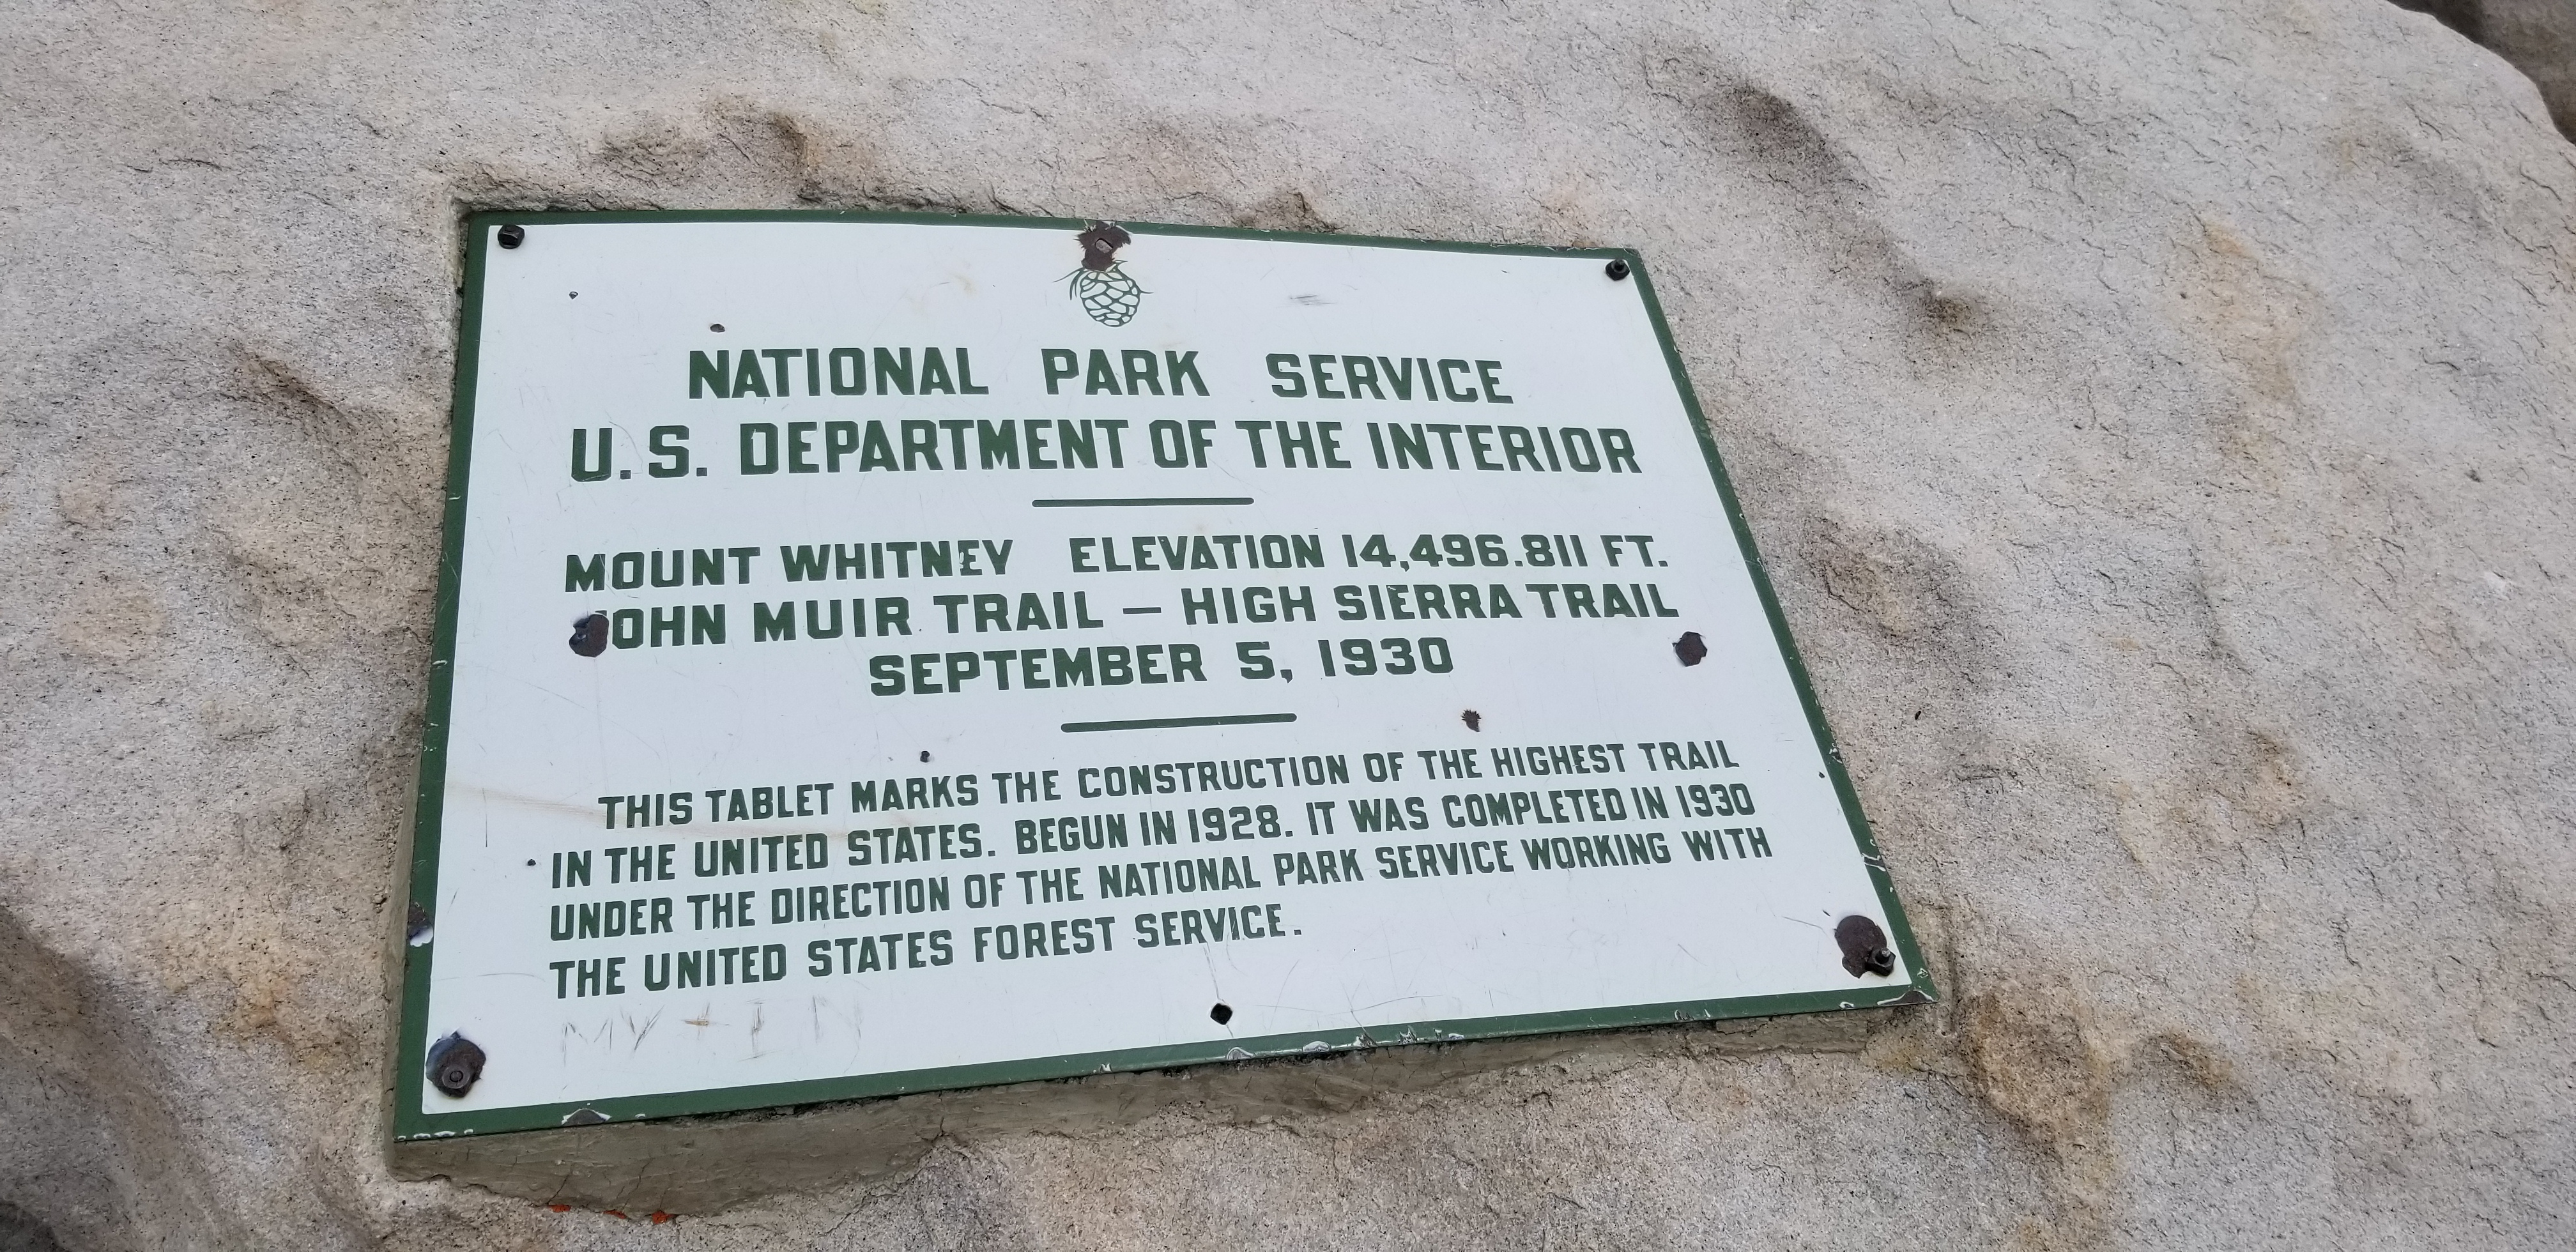 NATIONAL PARK SERVICE
U.S. DEPARTMENT OF THE INTERIOR
MOUNT WHITNEY ELEVATION 14,496.811 FT.
JOHN MUIR TRAIL — HIGH SIERRA TRAIL
SEPTEMBER 5, 1930
THIS TABLET MARKS THE CONSTRUCTION OF THE HIGHEST TRAIL
IN THE UNITED STATES. BEGUN IN 1928. IT WAS COMPLETED IN 1930
UNDER THE DIRECTION OF THE NATIONAL PARK SERVICE WORKING WITH
THE UNITED STATES FOREST SERVICE.